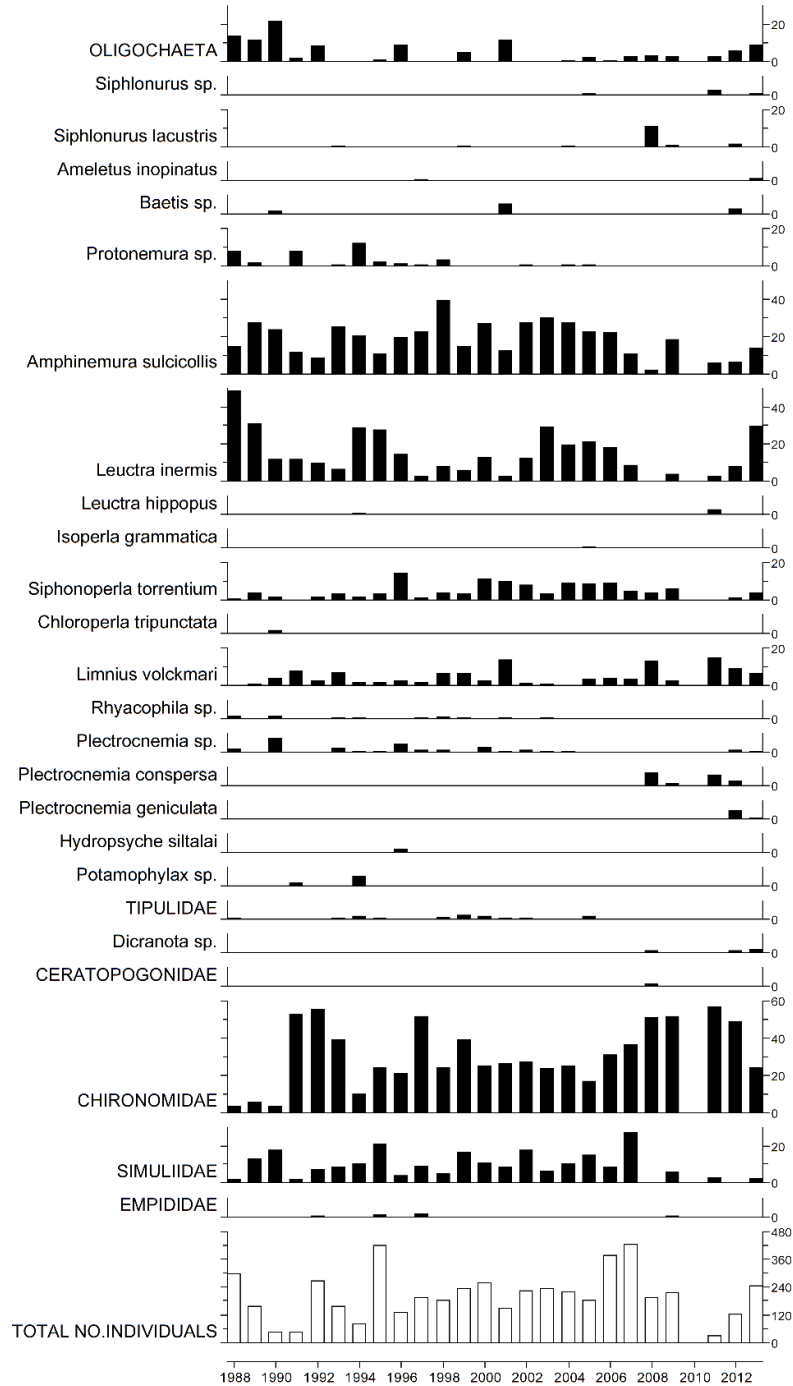 20
OLIGOCHAETA 0
Siphlonurus sp. 0
20
Siphlonurus lacustris 0
Ameletus inopinatus 0
Baetis sp. 0
20
Protonemura sp. 0
40
20
Amphinemura sulcicollis 0
40
20
Leuctra inermis 0
Leuctra hippopus 0
Isoperla grammatica 0
20
Siphonoperla torrentium 0
Chloroperla tripunctata 0
20
Limnius volckmari 0
Rhyacophila sp. 0
Plectrocnemia sp. 0
Plectrocnemia conspersa 0
Plectrocnemia geniculata 0
Hydropsyche siltalai 0
Potamophylax sp. 0
TIPULIDAE 0
Dicranota sp. 0
CERATOPOGONIDAE 0
60
40
20
CHIRONOMIDAE 0
20
SIMULIIDAE 0
EMPIDIDAE 0
480
360
240
120
TOTAL NO.INDIVIDUALS 0
1988 1990 1992 1994 1996 1998 2000 2002 2004 2006 2008 2010 2012